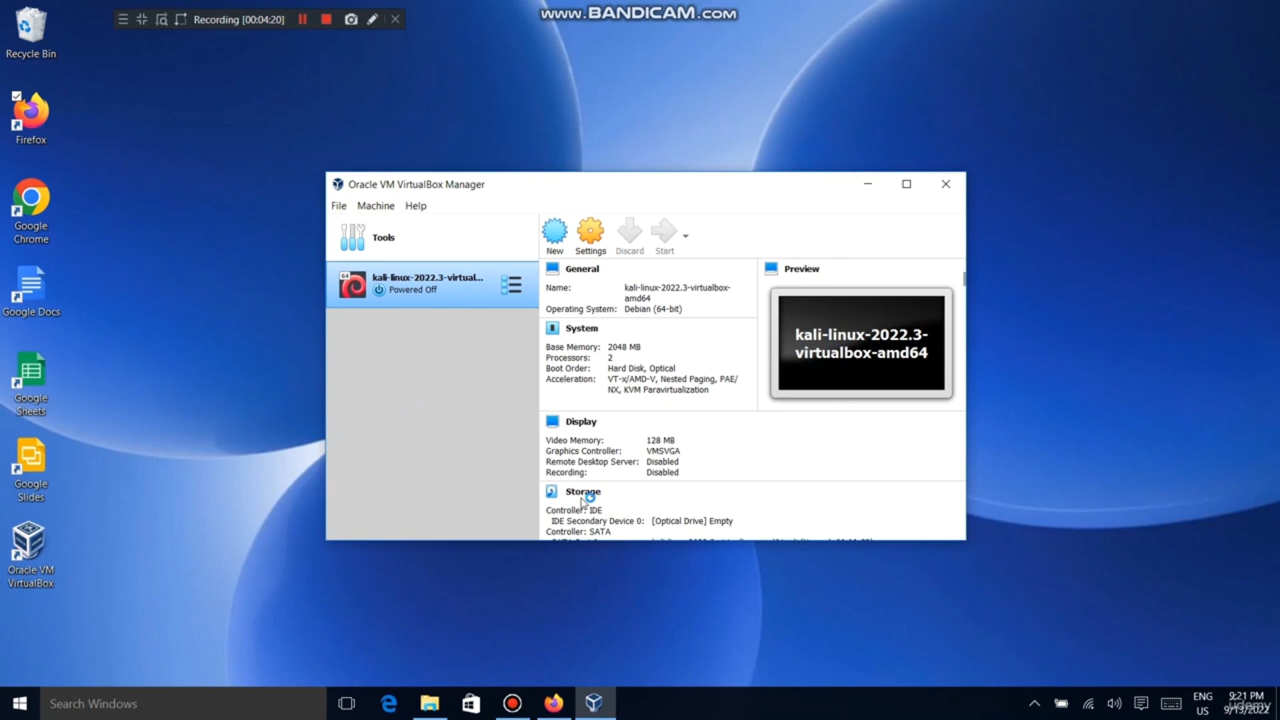 Recording [00:04:20]
www.BANDICAM.com
Recycle Bin
Firefox
Google
Chrome
Google Docs
Google
Sheets
Google
Slides
Oracle VM
VirtualBox
Oracle VM VirtualBox Manager
File Machine Help
Tools
New Settings Discard Start
64
kali-linux-2022.3-virtual...
Powered Off
General
Name: kali-linux-2022.3-virtualbox-
amd64
Operating System: Debian (64-bit)
System
Base Memory: 2048 MB
Processors: 2
Boot Order: Hard Disk, Optical
Acceleration: VT-x/AMD-V, Nested Paging, PAE/
NX, KVM Paravirtualization
Preview
kali-linux-2022.3-
virtualbox-amd64
Display
Video Memory: 128 MB
Graphics Controller: VMSVGA
Remote Desktop Server: Disabled
Recording: Disabled
Storage
Controller: IDE
IDE Secondary Device 0: [Optical Drive] Empty
Controller: SATA
Search Windows
ENG
US
9:21 PM
9/13/2022